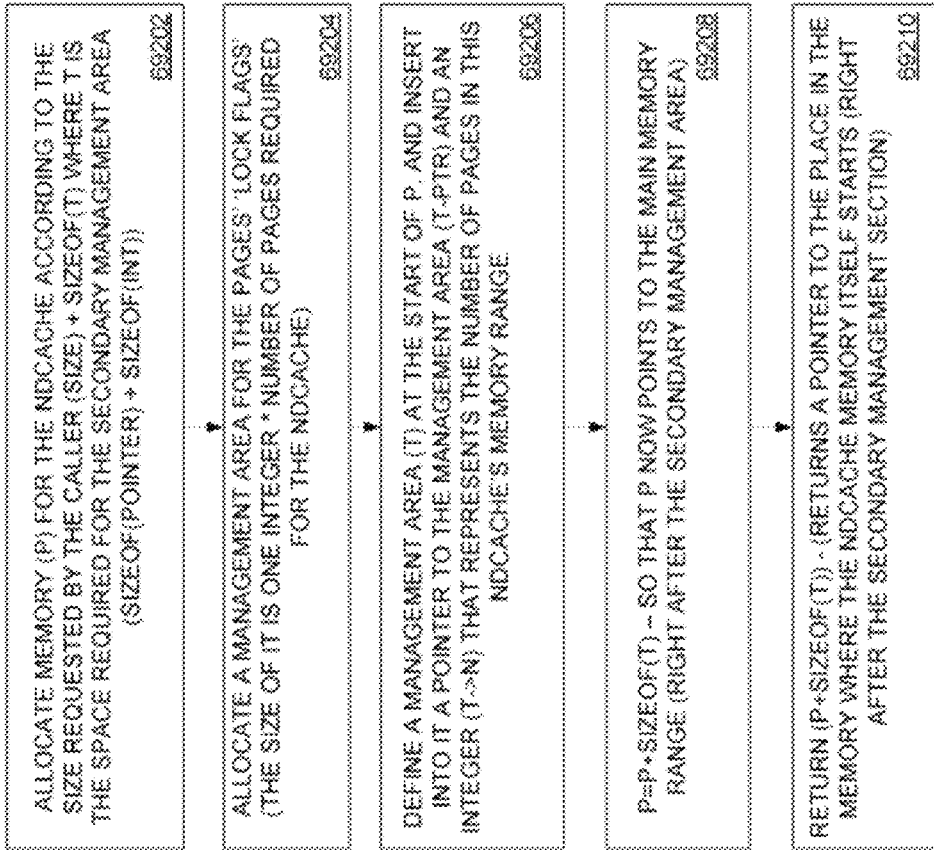 ALLOCATE MEMORY (P) FOR THE NDCACHE ACCORDING TO THE
SIZE REQUESTED BY THE CALLER (SIZE) + SIZEOF(T) WHERE T IS
THE SPACE REQUIRED FOR THE SECONDARY MANAGEMENT AREA
(SIZEOF(POINTER) + SIZEOF(INT))
69202
ALLOCATE A MANAGEMENT AREA FOR THE PAGES' 'LOCK FLAGS'
(THE SIZE OF IT IS ONE INTEGER * NUMBER OF PAGES REQUIRED
FOR THE NDCACHE)
69204
DEFINE A MANAGEMENT AREA (T) AT THE START OF P, AND INSERT
INTO IT A POINTER TO THE MANAGEMENT AREA (T-PTR) AND AN
INTEGER (T->N) THAT REPRESENTS THE NUMBER OF PAGES IN THIS
NDCACHE'S MEMORY RANGE
69206
P=P+SIZEOF(T) – SO THAT P NOW POINTS TO THE MAIN MEMORY
RANGE (RIGHT AFTER THE SECONDARY MANAGEMENT AREA)
69208
RETURN (P+SIZEOF(T)) - (RETURNS A POINTER TO THE PLACE IN THE
MEMORY WHERE THE NDCACHE MEMORY ITSELF STARTS (RIGHT
AFTER THE SECONDARY MANAGEMENT SECTION)
69210